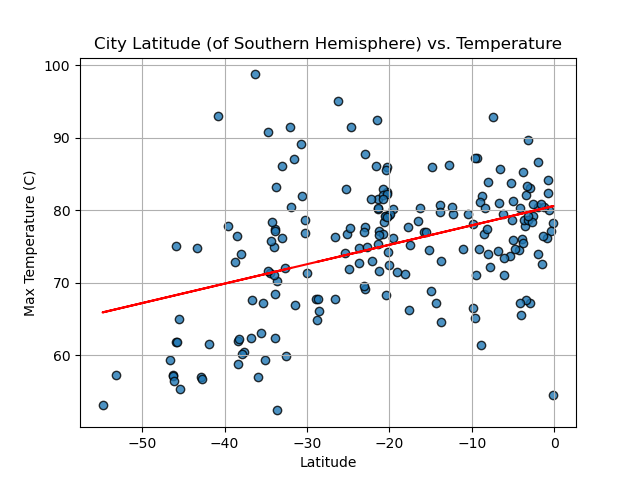 City Latitude (of Southern Hemisphere) vs. Temperature
100
90
80
70
60
Max Temperature (C)
−50 −40 −30 −20 −10 0
Latitude